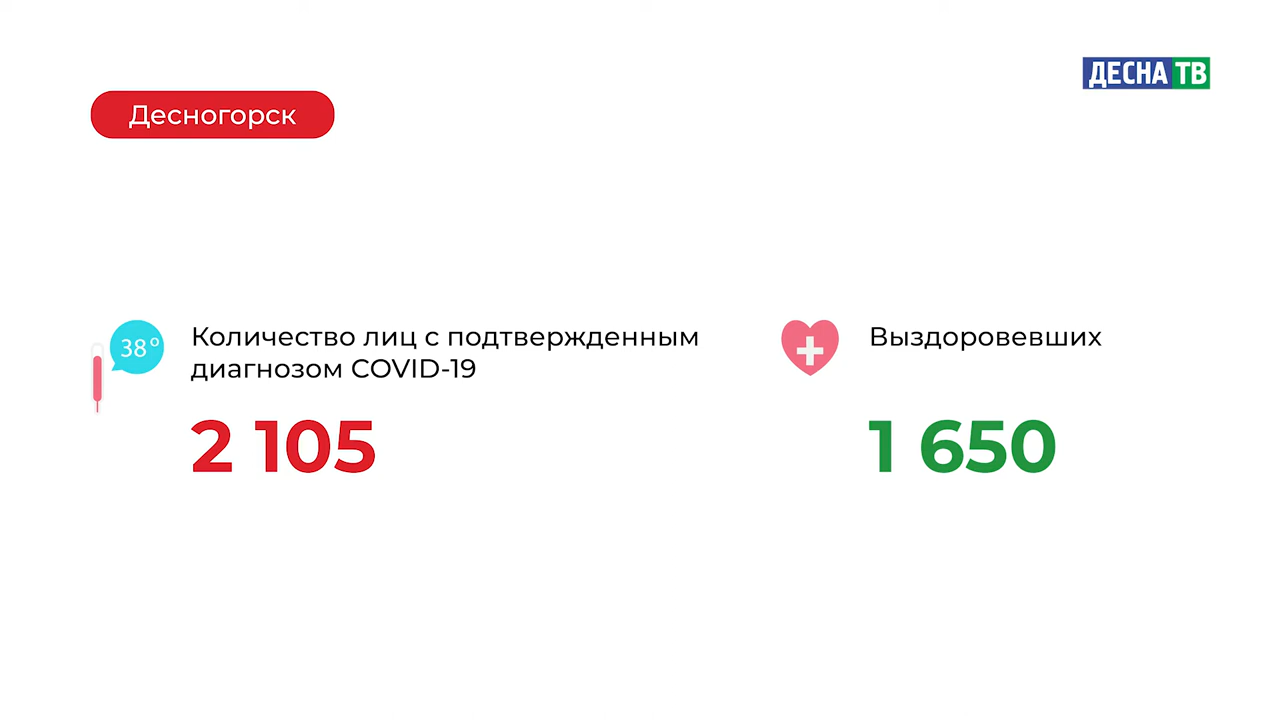 ДЕСНА ТВ
Десногорск
38°
Количество лиц с подтвержденным
диагнозом COVID-19
2 105
Выздоровевших
1 650